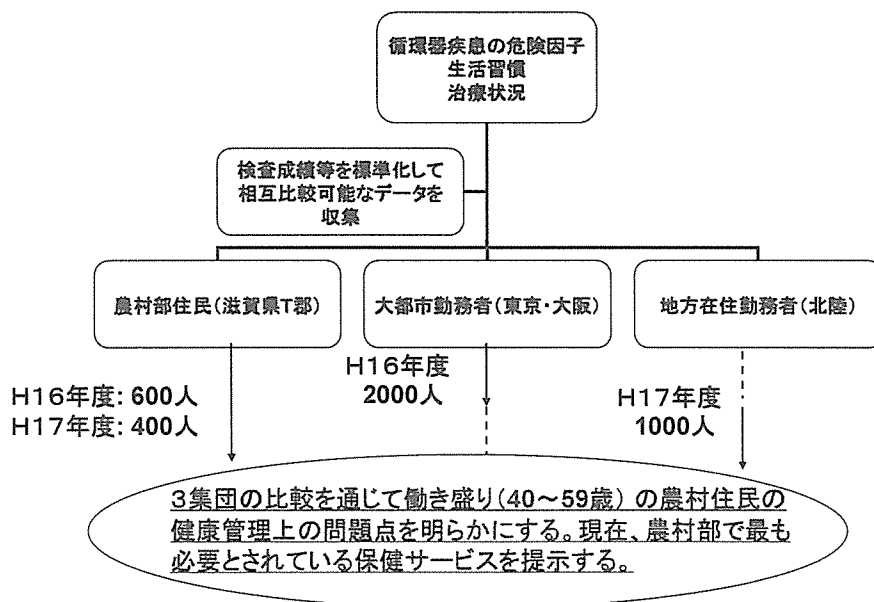 循環器疾患の危険因子
生活習慣
治療状況
検査成績等を標準化して
相互比較可能なデータを
収集
農村部住民(滋賀県T郡)
大都市勤務者(東京・大阪)
地方在住勤務者(北陸)
H16年度: 600人
H17年度: 400人
H16年度
2000人
H17年度
1000人
3集団の比較を通じて働き盛り(40~59歳) の農村住民の
健康管理上の問題点を明らかにする。現在、農村部で最も
必要とされている保健サービスを提示する。